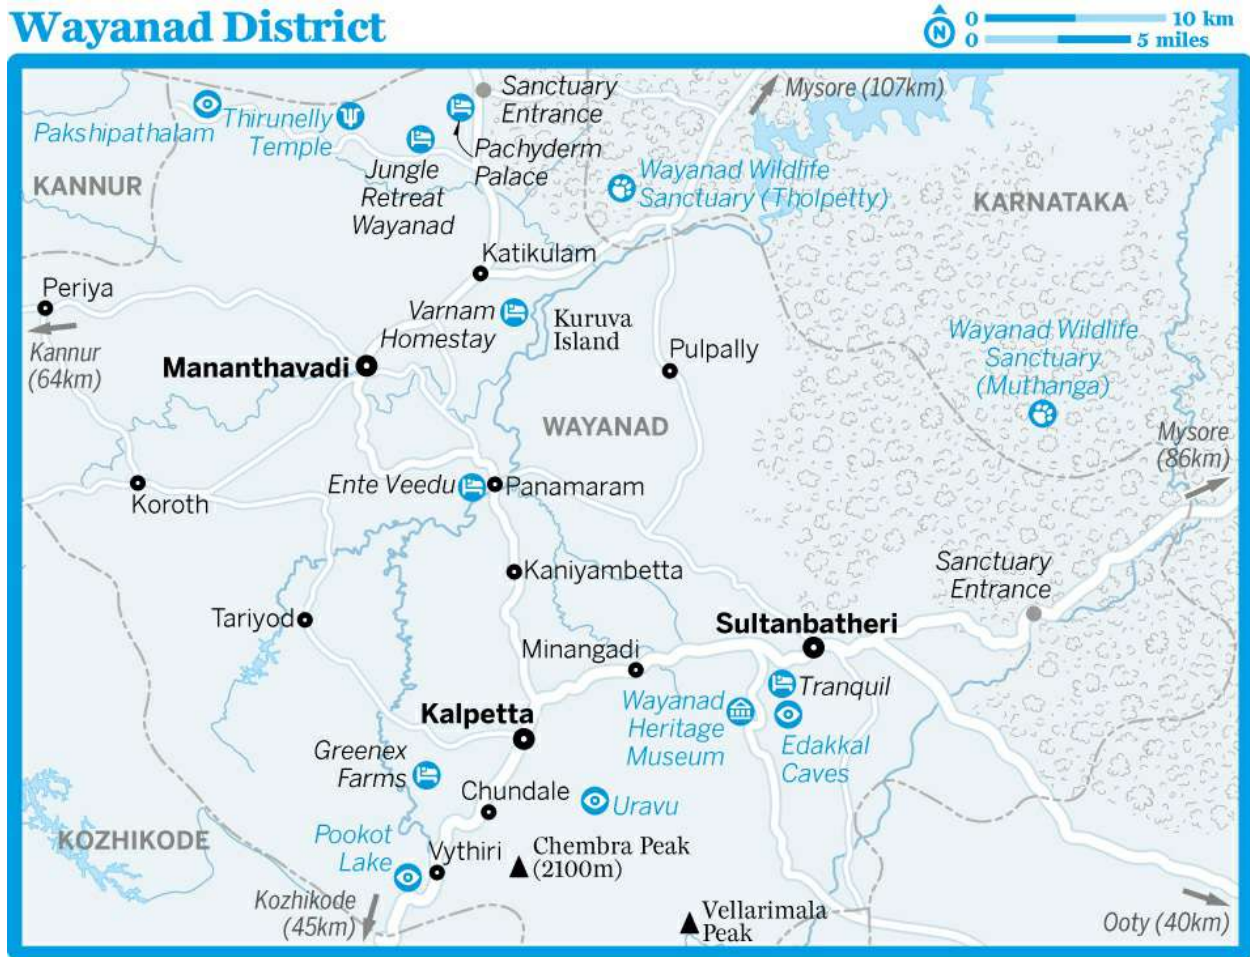 Wayanad District
N
0 10 km
0 5 miles
Sanctuary
Entrance
Mysore (107km)
Pakshipathalam
Thirunelly
Temple
Pachyderm
Palace
Jungle
Retreat
Wayanad
Wayanad Wildlife
Sanctuary (Tholpetty)
KANNUR
KARNATAKA
Katikulam
Periya
Kannur
(64km)
Varnam
Homestay
Kuruva
Island
Wayanad Wildlife
Sanctuary
(Muthanga)
Mananthavadi
Pulpally
WAYANAD
Mysore
(86km)
Koroth
Ente Veedu
Panamaram
Kaniyambetta
Sanctuary
Entrance
Tariyod
Sultanbatheri
Minangadi
Tranquil
Wayanad
Heritage
Museum
Edakkal
Caves
Kalpetta
Greenex
Farms
Chundale
Uravu
KOZHIKODE
Pookot
Lake
Vythiri
Chembra Peak
(2100m)
Kozhikode
(45km)
Vellarimala
Peak
Ooty (40km)